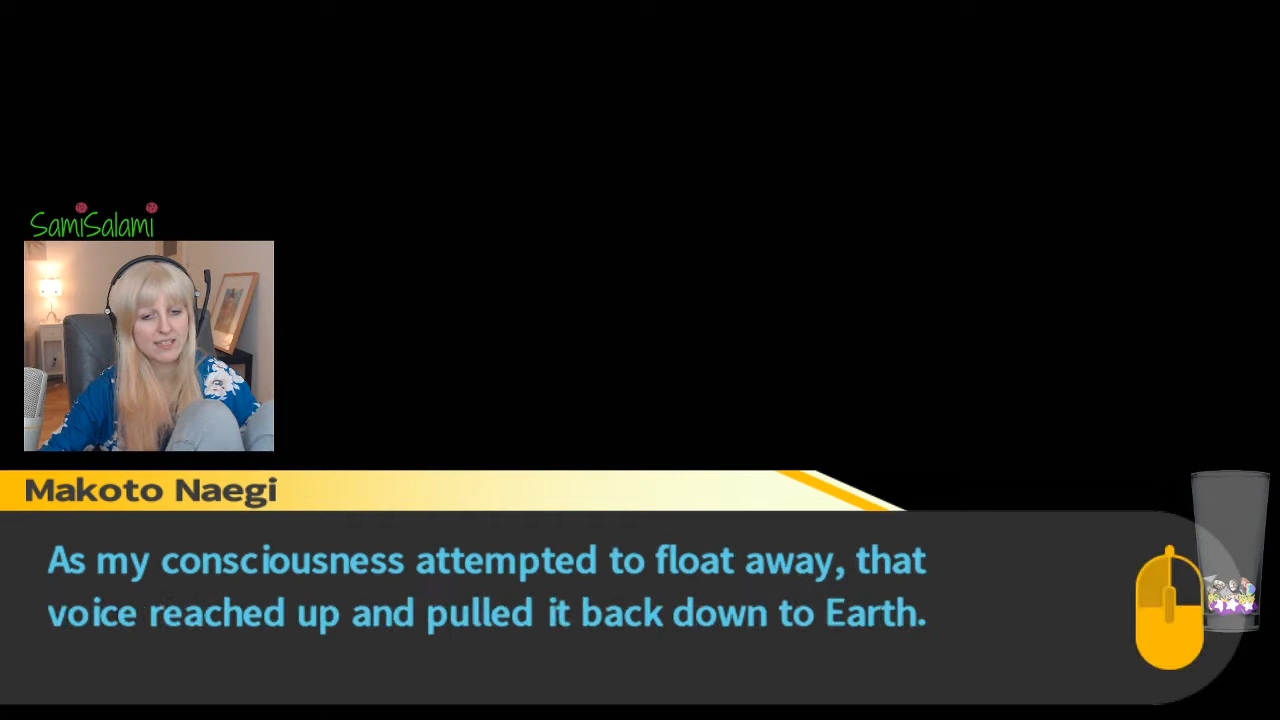 SamiSalami
Makoto Naegi
As my consciousness attempted to float away, that
voice reached up and pulled it back down to Earth.